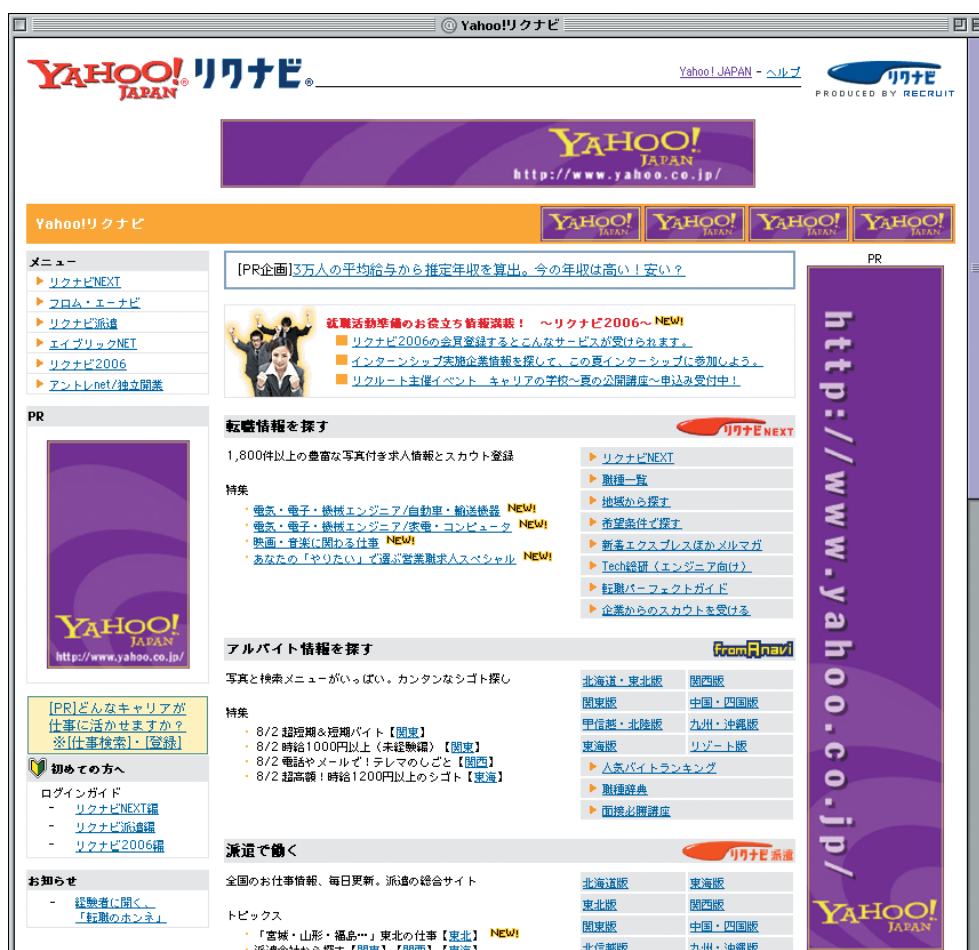 Yahoo!リクナビ
YAHOO! JAPAN リクナビ
Yahoo! JAPAN - ヘルプ
リクナビ
PRODUCED BY RECRUIT
YAHOO!
JAPAN
http://www.yahoo.co.jp/
Yahoo!リクナビ
YAHOO! JAPAN
YAHOO! JAPAN
YAHOO! JAPAN
YAHOO! JAPAN
メニュー
リクナビNEXT
フロム・エーナビ
リクナビ派遣
エイブリックNET
リクナビ2006
アントレnet/独立開業
PR
YAHOO!
JAPAN
http://www.yahoo.co.jp/
[PR]どんなキャリアが
仕事に活かせますか?
※[仕事検索]・[登録]
初めての方へ
ログインガイド
- リクナビNEXT編
- リクナビ派遣編
- リクナビ2006編
お知らせ
- 経験者に聞く、
「転職のホンネ」
[PR企画]3万人の平均給与から推定年収を算出。今の年収は高い!安い?
就職活動準備のお役立ち情報満載! ~リクナビ2006~ NEW!
リクナビ2006の会員登録するとこんなサービスが受けられます。
インターンシップ実施企業情報を探して、この夏インターンシップに参加しよう。
リクルート主催イベント キャリアの学校~夏の公開講座~申込み受付中!
転職情報を探す
リクナビNEXT
1,800件以上の豊富な写真付き求人情報とスカウト登録
特集
・電気・電子・機械エンジニア/自動車・輸送機器 NEW!
・電気・電子・機械エンジニア/家電・コンピュータ NEW!
・映画・音楽に関わる仕事 NEW!
・あなたの「やりたい」で選ぶ営業職求人スペシャル NEW!
リクナビNEXT
職種一覧
地域から探す
希望条件で探す
新着エクスプレスほかメルマガ
Tech総研(エンジニア向け)
転職パーフェクトガイド
企業からのスカウトを受ける
アルバイト情報を探す
fromAnavi
写真と検索メニューがいっぱい。カンタンなシゴト探し
特集
・8/2 超短期&短期バイト【関東】
・8/2 時給1000円以上(未経験編)【関東】
・8/2 電話やメールで!テレマのしごと【関西】
・8/2 超高額!時給1200円以上のシゴト【東海】
北海道・東北版 関西版
関東版 中国・四国版
甲信越・北陸版 九州・沖縄版
東海版 リゾート版
人気バイトランキング
職種辞典
面接必勝講座
派遣で働く
リクナビ派遣
全国のお仕事情報、毎日更新。派遣の総合サイト
トピックス
・「宮城・山形・福島…」東北の仕事【東北】 NEW!
・派遣会社から探す【関東】【関西】【東海】
北海道版 東海版
東北版 関西版
関東版 中国・四国版
北信越版 九州・沖縄版
PR
http://www.yahoo.co.jp/
YAHOO!
JAPAN